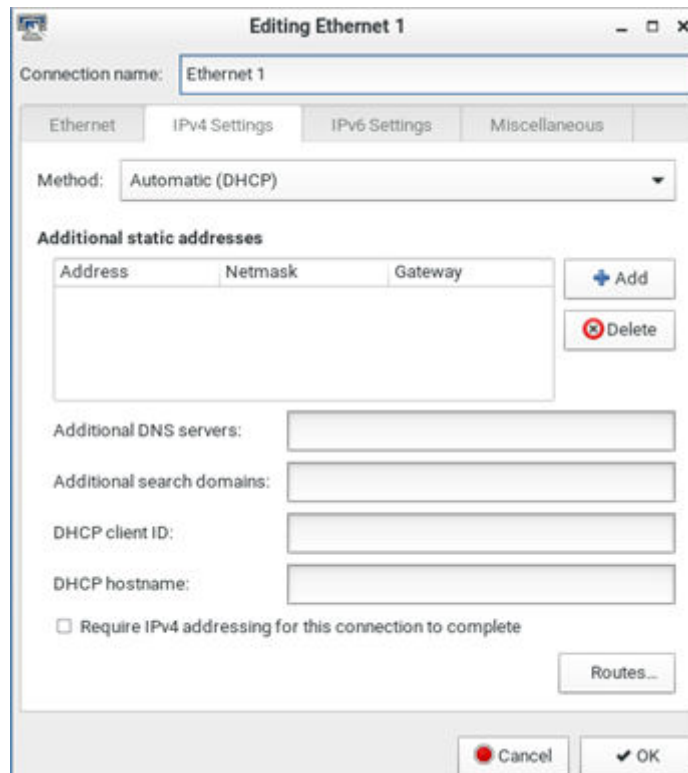 Editing Ethernet 1
Connection name: Ethernet 1
Ethernet IPv4 Settings IPv6 Settings Miscellaneous
Method: Automatic (DHCP)
Additional static addresses
Address Netmask Gateway
Add
Delete
Additional DNS servers:
Additional search domains:
DHCP client ID:
DHCP hostname:
Require IPv4 addressing for this connection to complete
Routes...
Cancel OK